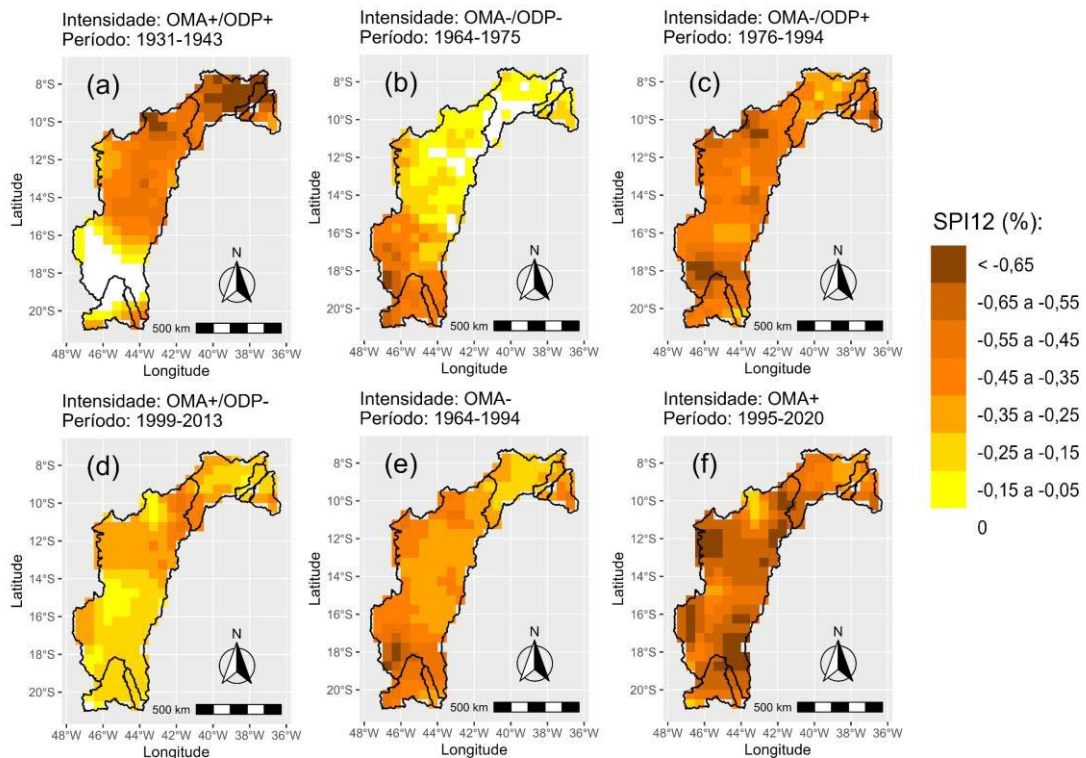 Intensidade: OMA+/ODP+
Período: 1931-1943
(a)
8°S
10°S
12°S
14°S
16°S
18°S
20°S
Latitude
N
500 km
48°W 46°W 44°W 42°W 40°W 38°W 36°W
Longitude
Intensidade: OMA-/ODP-
Período: 1964-1975
(b)
8°S
10°S
12°S
14°S
16°S
18°S
20°S
Latitude
N
500 km
48°W 46°W 44°W 42°W 40°W 38°W 36°W
Longitude
Intensidade: OMA-/ODP+
Período: 1976-1994
(c)
8°S
10°S
12°S
14°S
16°S
18°S
20°S
Latitude
N
500 km
48°W 46°W 44°W 42°W 40°W 38°W 36°W
Longitude
Intensidade: OMA+/ODP-
Período: 1999-2013
(d)
8°S
10°S
12°S
14°S
16°S
18°S
20°S
Latitude
N
500 km
48°W 46°W 44°W 42°W 40°W 38°W 36°W
Longitude
Intensidade: OMA-
Período: 1964-1994
(e)
8°S
10°S
12°S
14°S
16°S
18°S
20°S
Latitude
N
500 km
48°W 46°W 44°W 42°W 40°W 38°W 36°W
Longitude
Intensidade: OMA+
Período: 1995-2020
(f)
8°S
10°S
12°S
14°S
16°S
18°S
20°S
Latitude
N
500 km
48°W 46°W 44°W 42°W 40°W 38°W 36°W
Longitude
SPI12 (%):
< -0,65
-0,65 a -0,55
-0,55 a -0,45
-0,45 a -0,35
-0,35 a -0,25
-0,25 a -0,15
-0,15 a -0,05
0